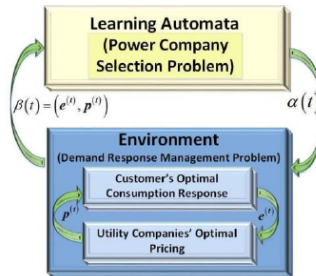 Learning Automata
(Power Company
Selection Problem)
β(t)=(e^(t), p^(t))
α(t)
Environment
(Demand Response Management Problem)
Customer's Optimal
Consumption Response
p^(t)
e^(t)
Utility Companies' Optimal
Pricing